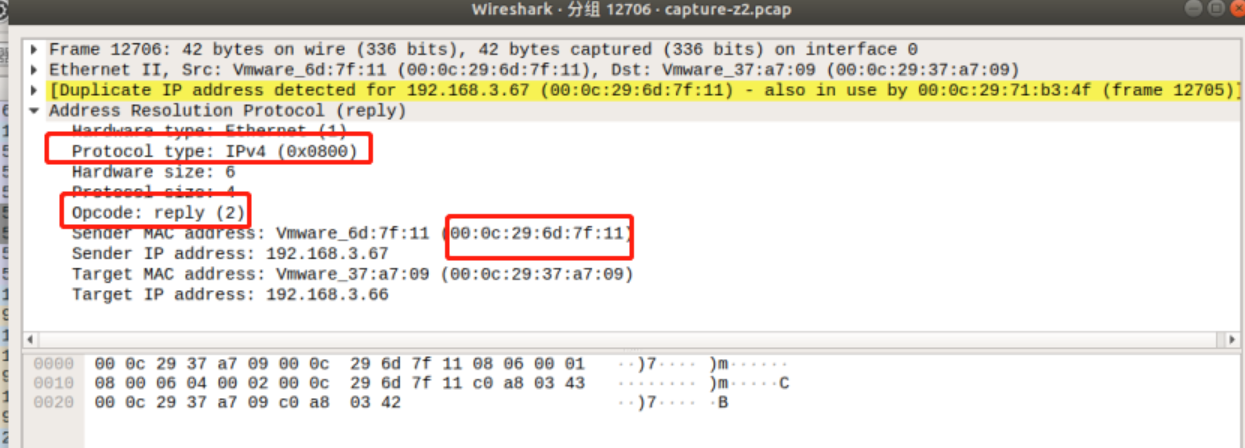 Wireshark · 分组 12706 · capture-z2.pcap
Frame 12706: 42 bytes on wire (336 bits), 42 bytes captured (336 bits) on interface 0
Ethernet II, Src: Vmware_6d:7f:11 (00:0c:29:6d:7f:11), Dst: Vmware_37:a7:09 (00:0c:29:37:a7:09)
[Duplicate IP address detected for 192.168.3.67 (00:0c:29:6d:7f:11) - also in use by 00:0c:29:71:b3:4f (frame 12705)]
Address Resolution Protocol (reply)
Hardware type: Ethernet (1)
Protocol type: IPv4 (0x0800)
Hardware size: 6
Protocol size: 4
Opcode: reply (2)
Sender MAC address: Vmware_6d:7f:11 (00:0c:29:6d:7f:11)
Sender IP address: 192.168.3.67
Target MAC address: Vmware_37:a7:09 (00:0c:29:37:a7:09)
Target IP address: 192.168.3.66
0000 00 0c 29 37 a7 09 00 0c 29 6d 7f 11 08 06 00 01 ··)7···· )m······
0010 08 00 06 04 00 02 00 0c 29 6d 7f 11 c0 a8 03 43 ········ )m·····C
0020 00 0c 29 37 a7 09 c0 a8 03 42 ··)7···· ·B